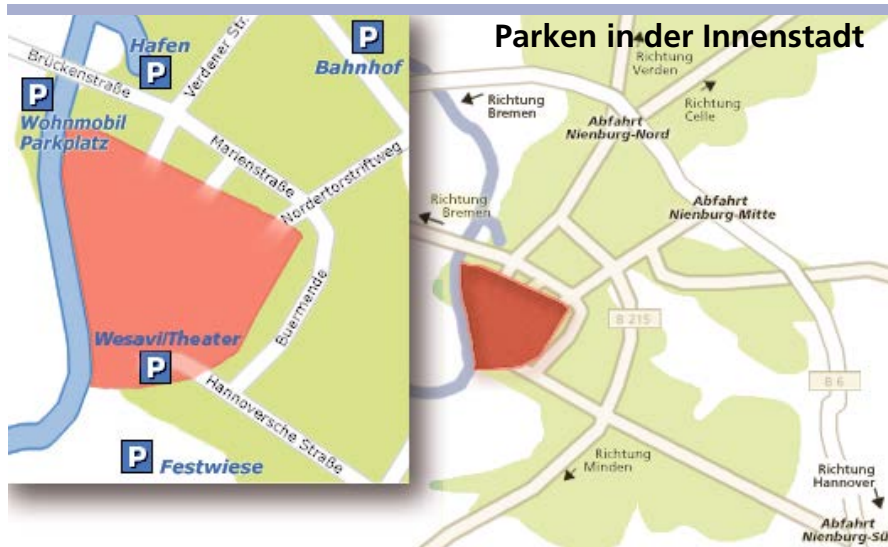 Parken in der Innenstadt
P
Hafen
P
Verdener Str.
P
Bahnhof
Brückenstraße
P
Wohnmobil
Parkplatz
Marienstraße
Nordertorstriftweg
Buermende
Wesavi/Theater
P
Hannoversche Straße
P
Festwiese
Richtung
Verden
Richtung
Bremen
Richtung
Celle
Abfahrt
Nienburg-Nord
Richtung
Bremen
Abfahrt
Nienburg-Mitte
B 215
B 6
Richtung
Minden
Richtung
Hannover
Abfahrt
Nienburg-Sü